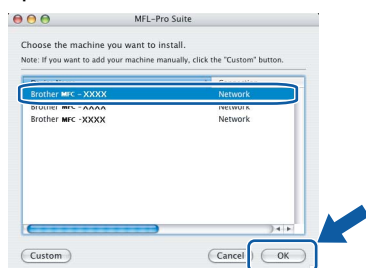 MFL-Pro Suite
Choose the machine you want to install.
Note: If you want to add your machine manually, click the "Custom" button.
Brother MFC - XXXX Network
Brother MFC - XXXX Network
Brother MFC -XXXX Network
Custom Cancel OK